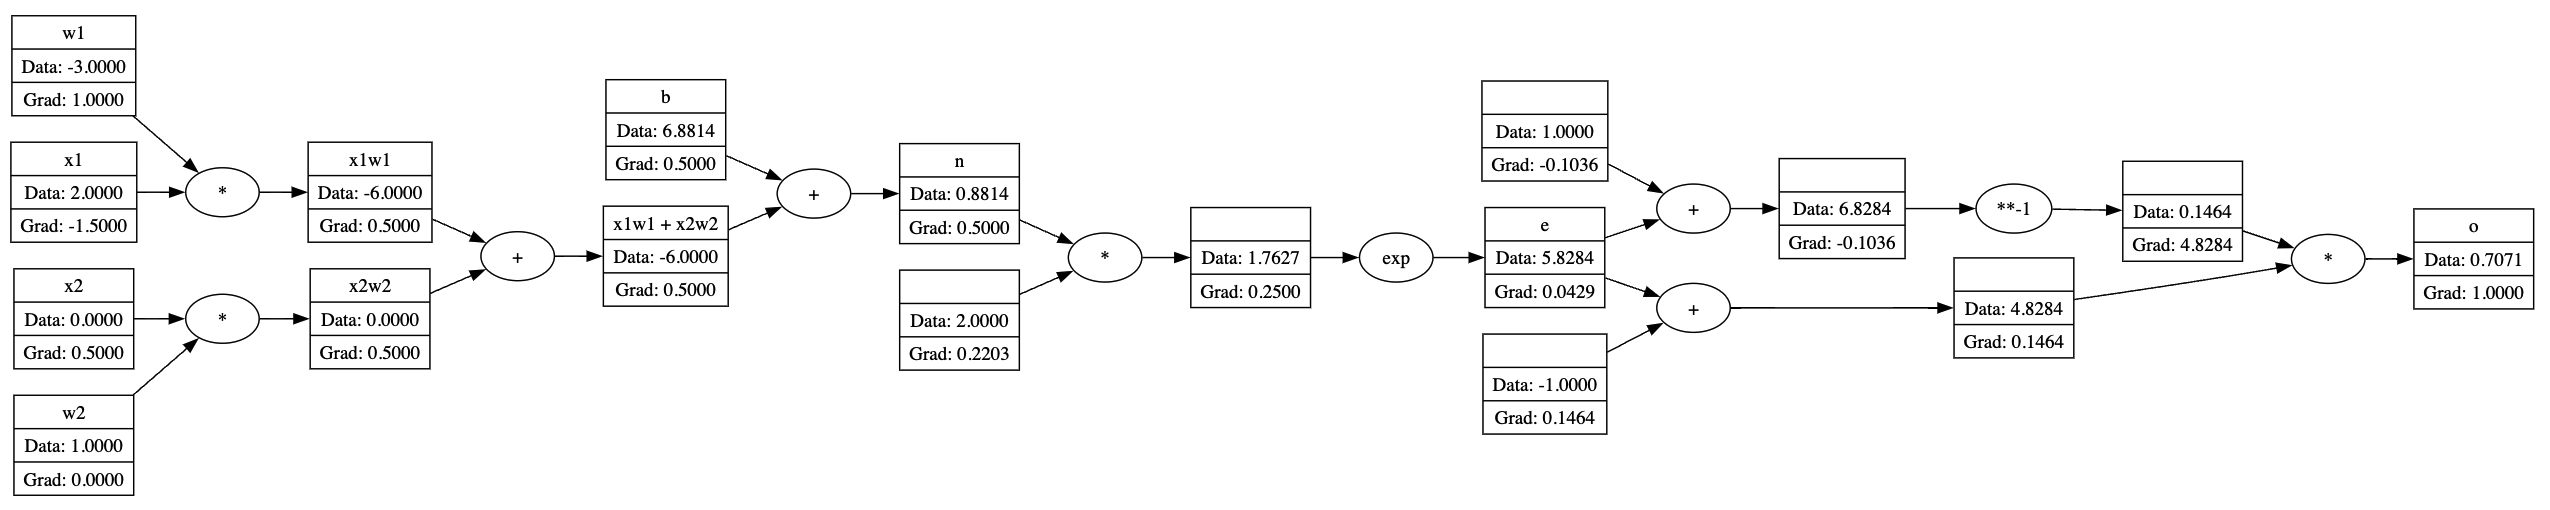 w1
Data: -3.0000
Grad: 1.0000
x1
Data: 2.0000
Grad: -1.5000
x2
Data: 0.0000
Grad: 0.5000
w2
Data: 1.0000
Grad: 0.0000
*
*
x1w1
Data: -6.0000
Grad: 0.5000
x2w2
Data: 0.0000
Grad: 0.5000
+
b
Data: 6.8814
Grad: 0.5000
x1w1 + x2w2
Data: -6.0000
Grad: 0.5000
+
n
Data: 0.8814
Grad: 0.5000
Data: 2.0000
Grad: 0.2203
*
Data: 1.7627
Grad: 0.2500
exp
Data: 1.0000
Grad: -0.1036
e
Data: 5.8284
Grad: 0.0429
Data: -1.0000
Grad: 0.1464
+
+
Data: 6.8284
Grad: -0.1036
**-1
Data: 4.8284
Grad: 0.1464
Data: 0.1464
Grad: 4.8284
*
o
Data: 0.7071
Grad: 1.0000